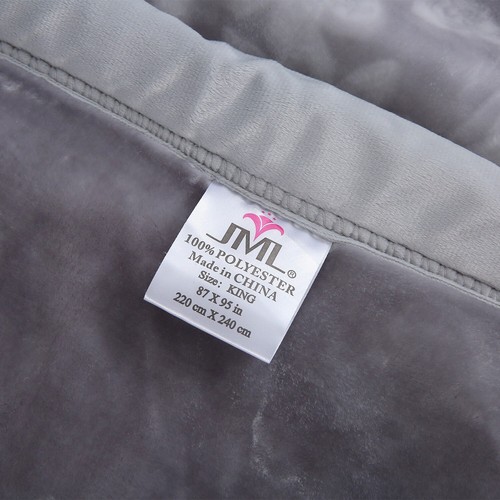 JML®
100% POLYESTER
Made in CHINA
Size: KING
87 X 95 in
220 cm X 240 cm